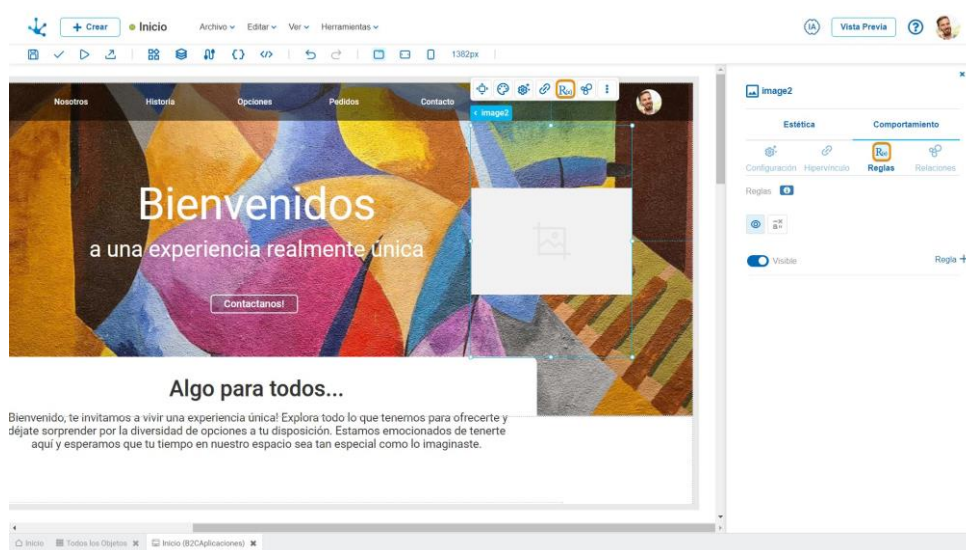 + Crear
Inicio
Archivo
Editar
Ver
Herramientas
IA
Vista Previa
?
1382px
Nosotros
Historia
Opciones
Pedidos
Contacto
R(x)
< image2
Bienvenidos
a una experiencia realmente única
Contactanos!
Algo para todos...
Bienvenido, te invitamos a vivir una experiencia única! Explora todo lo que tenemos para ofrecerte y
déjate sorprender por la diversidad de opciones a tu disposición. Estamos emocionados de tenerte
aquí y esperamos que tu tiempo en nuestro espacio sea tan especial como lo imaginaste.
image2
Estética
Comportamiento
R(x)
Configuración
Hipervínculo
Reglas
Relaciones
Reglas
Visible
Regla +
Inicio
Todos los Objetos
Inicio (B2CAplicaciones)